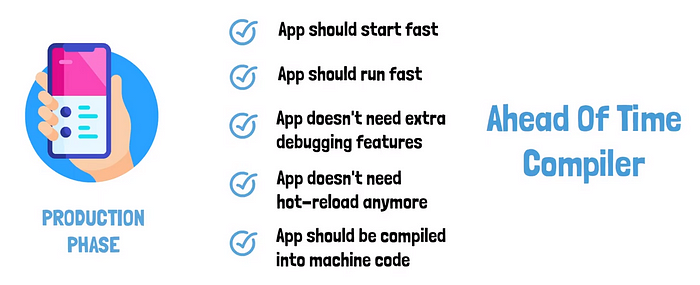 PRODUCTION
PHASE
App should start fast
App should run fast
App doesn't need extra
debugging features
App doesn't need
hot-reload anymore
App should be compiled
into machine code
Ahead Of Time
Compiler